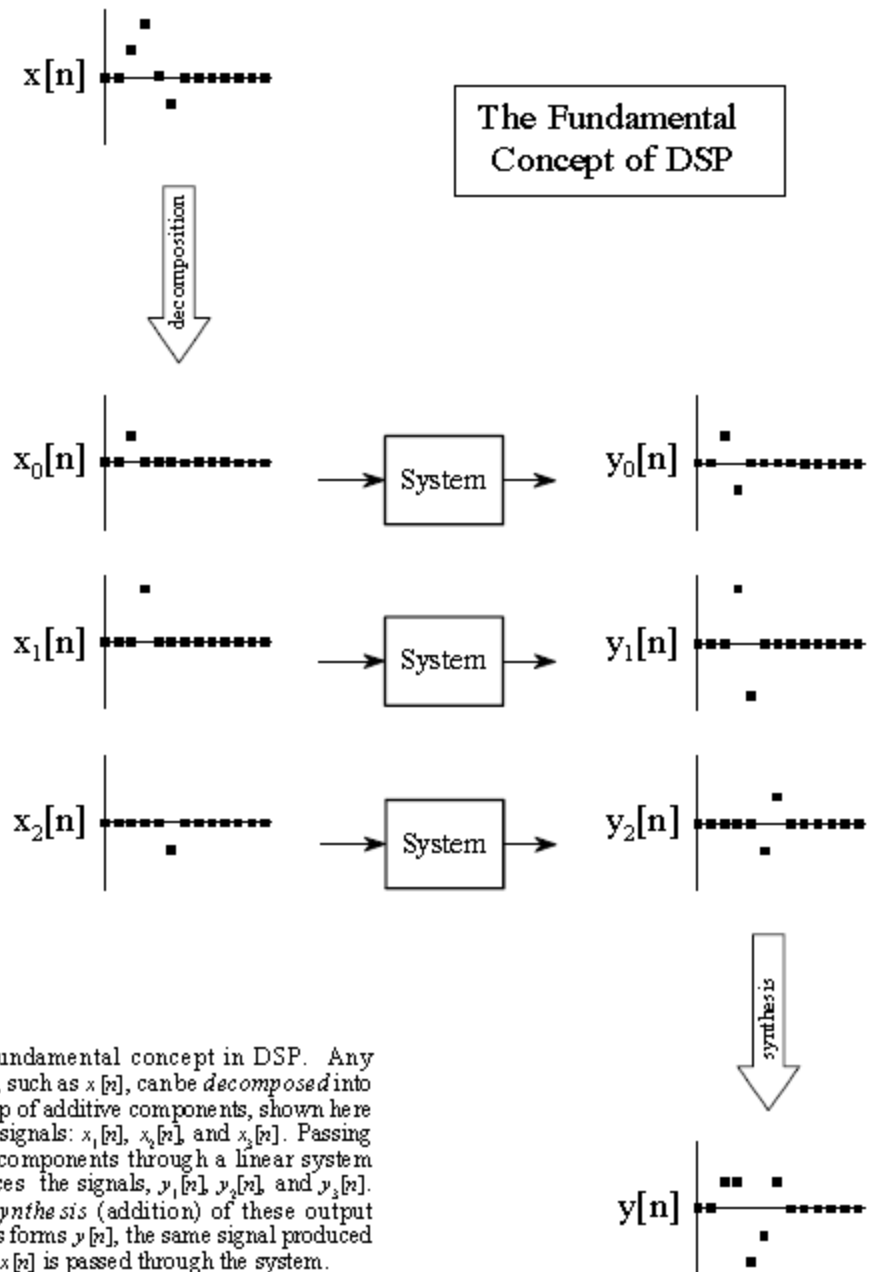 x[n]
The Fundamental
Concept of DSP
decomposition
x0[n]
System
y0[n]
x1[n]
System
y1[n]
x2[n]
System
y2[n]
synthesis
undamental concept in DSP. Any
, such as x[n], can be decomposed into
p of additive components, shown here
signals: x1[n], x2[n], and x3[n]. Passing
components through a linear system
ces the signals, y1[n], y2[n], and y3[n].
ynthesis (addition) of these output
s forms y[n], the same signal produced
x[n] is passed through the system.
y[n]